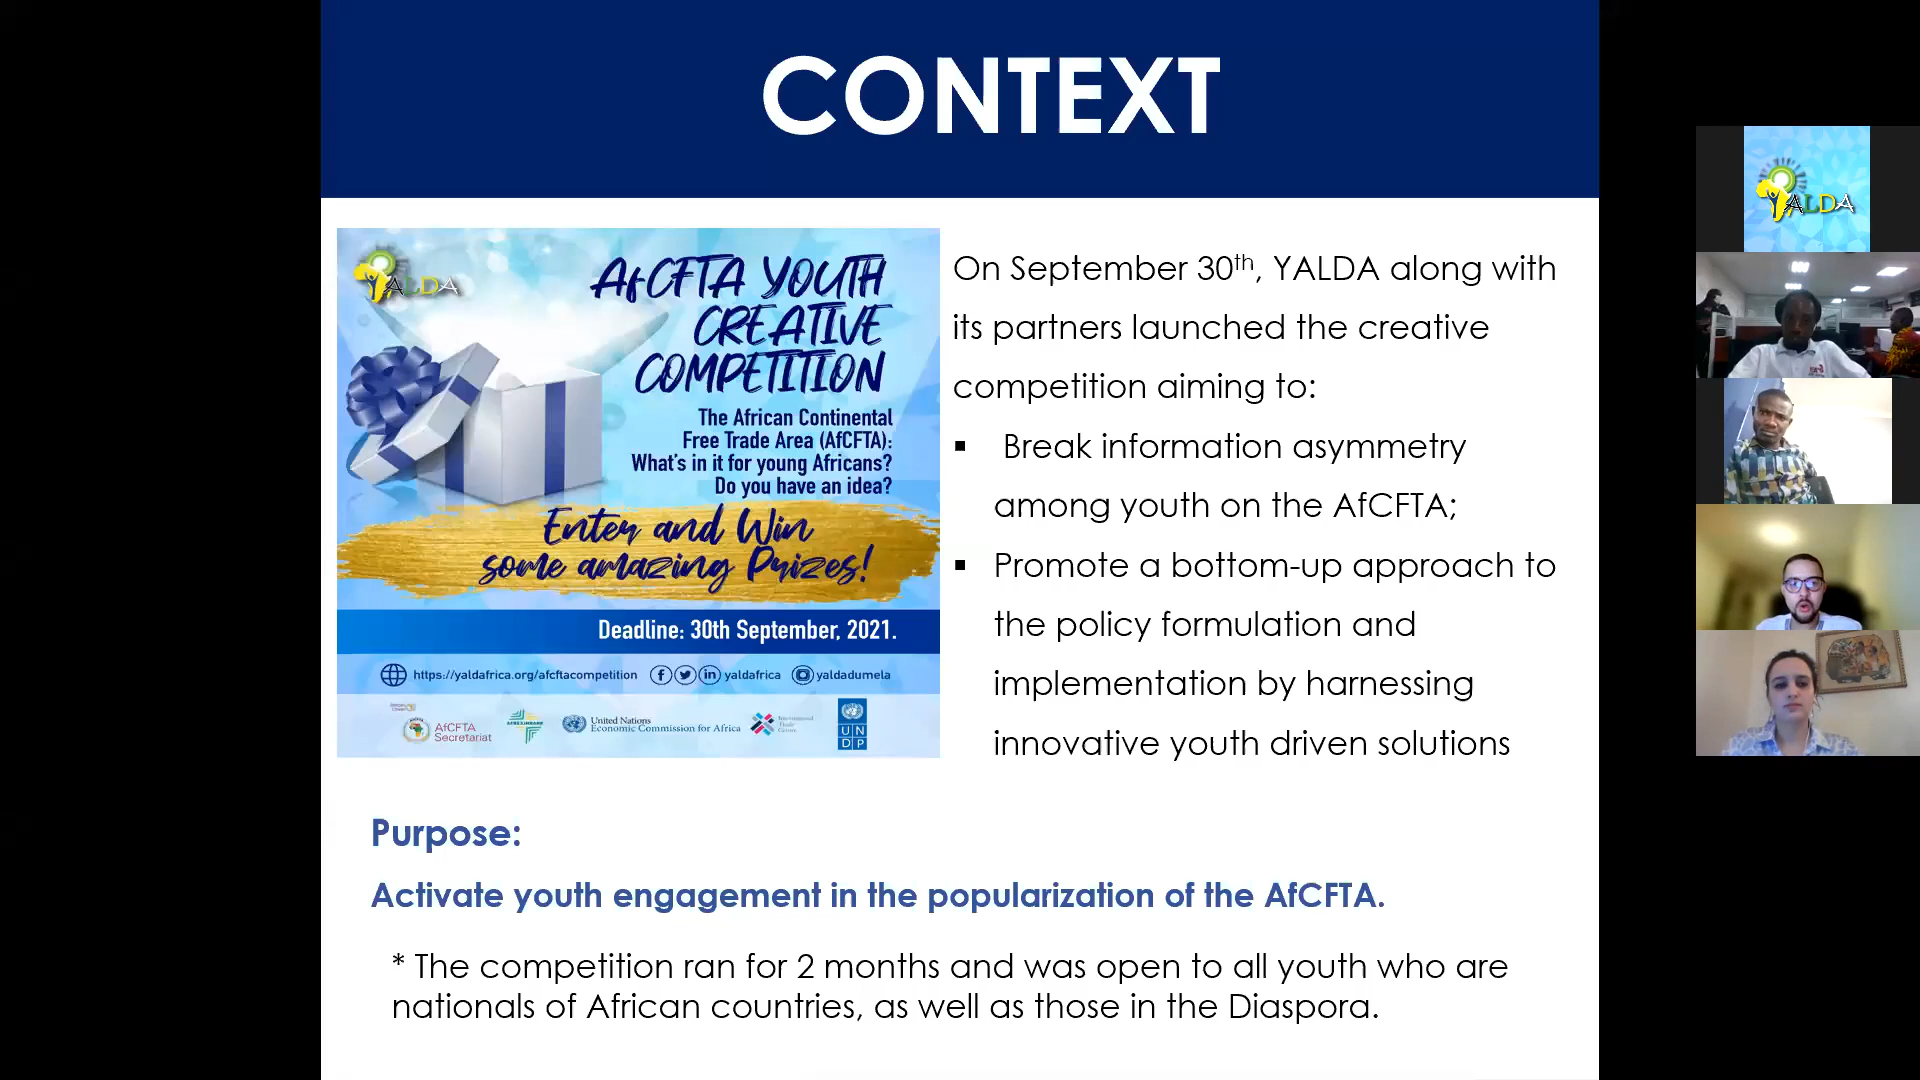 CONTEXT
YALDA
AfCFTA YOUTH
CREATIVE
COMPETITION
The African Continental
Free Trade Area (AfCFTA):
What's in it for young Africans?
Do you have an idea?
Enter and Win
some amazing Prizes!
Deadline: 30th September, 2021.
https://yaldafrica.org/afcftacompetition yaldafrica yaldadumela
AfCFTA
Secretariat
AFREXIMBANK
United Nations
Economic Commission for Africa
International
Trade
Centre
UN
DP
On September 30th, YALDA along with
its partners launched the creative
competition aiming to:
▪ Break information asymmetry
among youth on the AfCFTA;
▪ Promote a bottom-up approach to
the policy formulation and
implementation by harnessing
innovative youth driven solutions
Purpose:
Activate youth engagement in the popularization of the AfCFTA.
* The competition ran for 2 months and was open to all youth who are
nationals of African countries, as well as those in the Diaspora.
YALDA